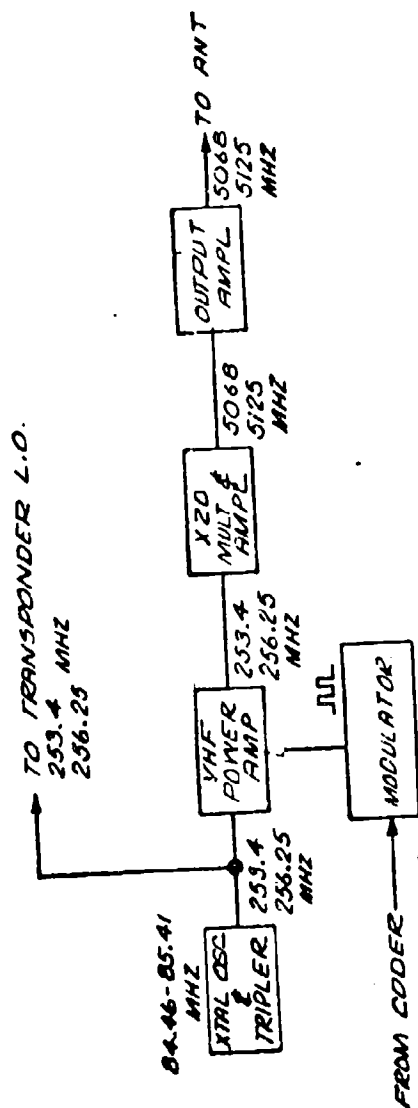 TO TRANSPONDER L.O.
253.4 MHZ
256.25
84.46-85.41
MHZ
XTAL OSC
&
TRIPLER
253.4
256.25
MHZ
VHF
POWER
AMP
253.4
256.25
MHZ
X20
MULT &
AMPL
5068
5125
MHZ
OUTPUT
AMPL
TO ANT
5068
5125
MHZ
MODULATOR
FROM CODER